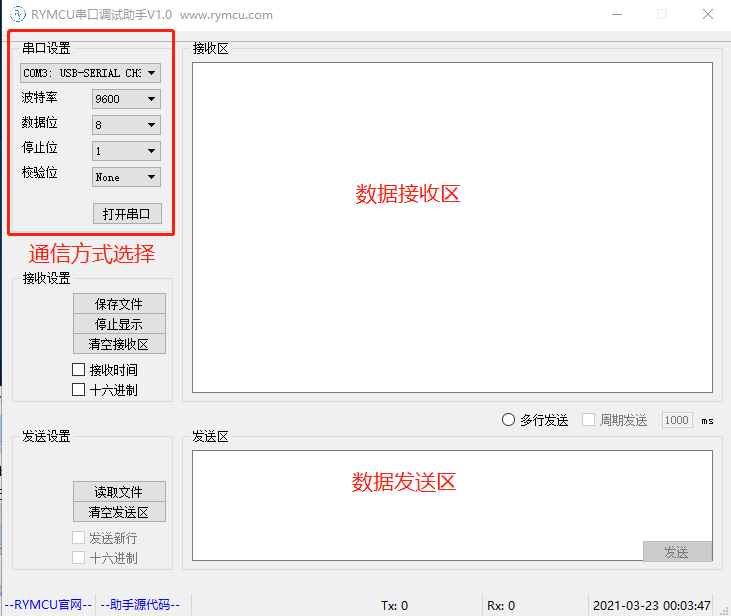 RYMCU串口调试助手V1.0 www.rymcu.com
串口设置
COM3: USB-SERIAL CH3
波特率 9600
数据位 8
停止位 1
校验位 None
打开串口
通信方式选择
接收设置
保存文件
停止显示
清空接收区
接收时间
十六进制
发送设置
读取文件
清空发送区
发送新行
十六进制
接收区
数据接收区
多行发送 周期发送 1000 ms
发送区
数据发送区
发送
--RYMCU官网-- --助手源代码-- Tx: 0 Rx: 0 2021-03-23 00:03:47